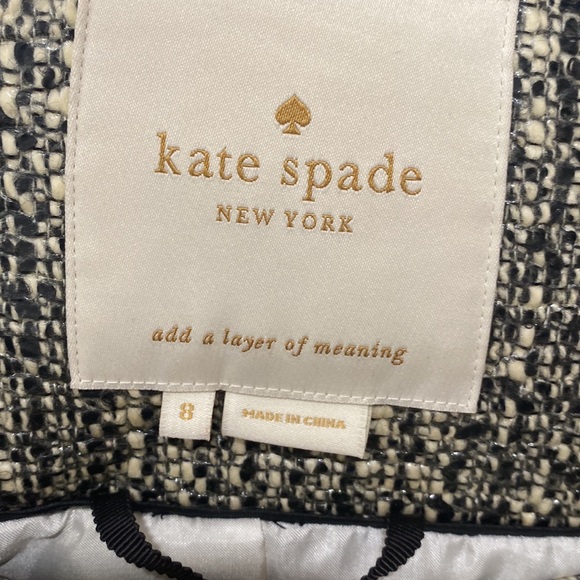 kate spade
NEW YORK
add a layer of meaning
8
MADE IN CHINA